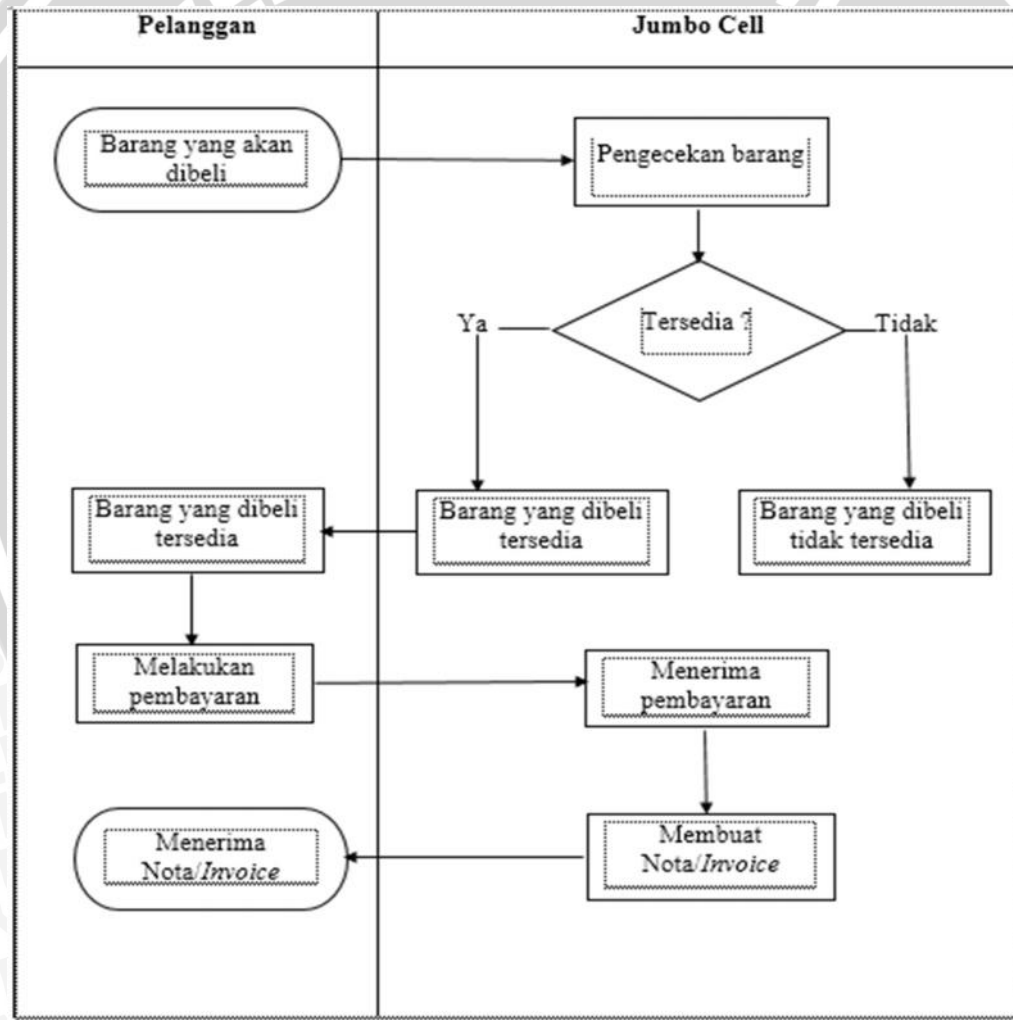 Pelanggan
Jumbo Cell
Barang yang akan
dibeli
Pengecekan barang
Tersedia ?
Ya
Tidak
Barang yang dibeli
tersedia
Barang yang dibeli
tersedia
Barang yang dibeli
tidak tersedia
Melakukan
pembayaran
Menerima
pembayaran
Menerima
Nota/Invoice
Membuat
Nota/Invoice